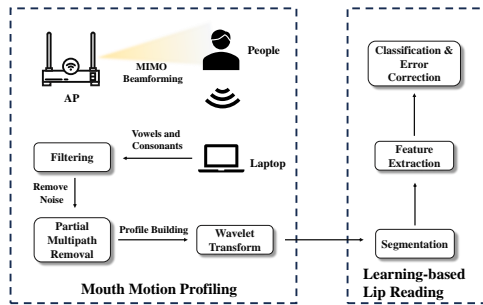 People
MIMO
Beamforming
AP
Vowels and
Consonants
Filtering
Laptop
Remove
Noise
Partial
Multipath
Removal
Profile Building
Wavelet
Transform
Mouth Motion Profiling
Classification &
Error
Correction
Feature
Extraction
Segmentation
Learning-based
Lip Reading